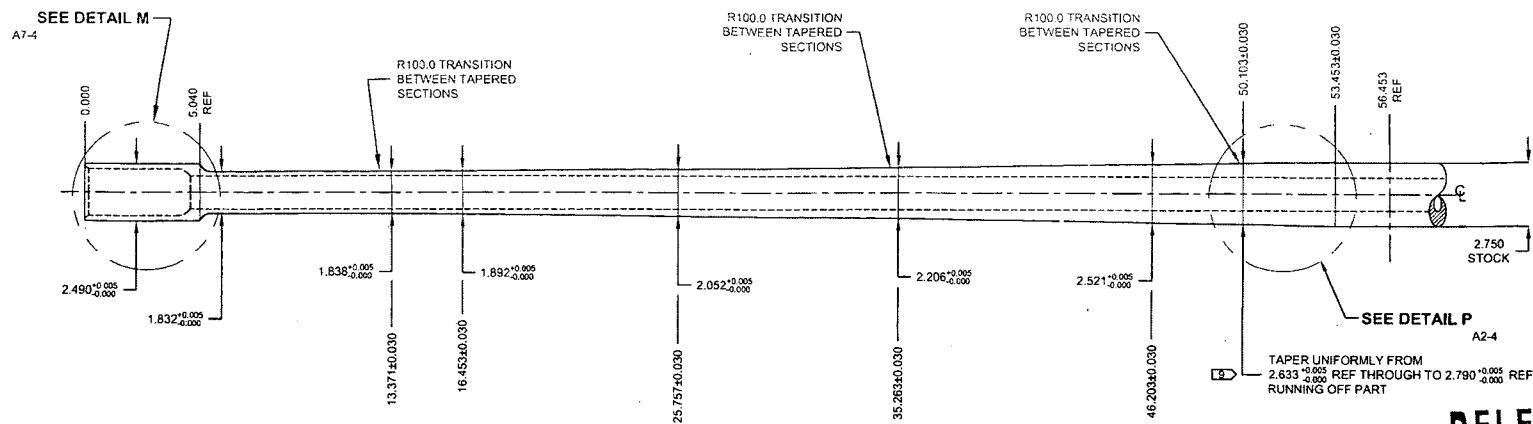 SEE DETAIL M
A7-4
R100.0 TRANSITION
BETWEEN TAPERED
SECTIONS
R100.0 TRANSITION
BETWEEN TAPERED
SECTIONS
R100.0 TRANSITION
BETWEEN TAPERED
SECTIONS
0.000
5.040
REF
50.103±0.030
53.453±0.030
56.453
REF
℄
2.490 +0.005
-0.000
1.832 +0.005
-0.000
1.838 +0.005
-0.000
1.892 +0.005
-0.000
2.052 +0.005
-0.000
2.206 +0.005
-0.000
2.521 +0.005
-0.000
2.750
STOCK
13.371±0.030
16.453±0.030
25.757±0.030
35.263±0.030
46.203±0.030
SEE DETAIL P
A2-4
9
TAPER UNIFORMLY FROM
2.633 +0.005 -0.000 REF THROUGH TO 2.790 +0.005 -0.000 REF
RUNNING OFF PART